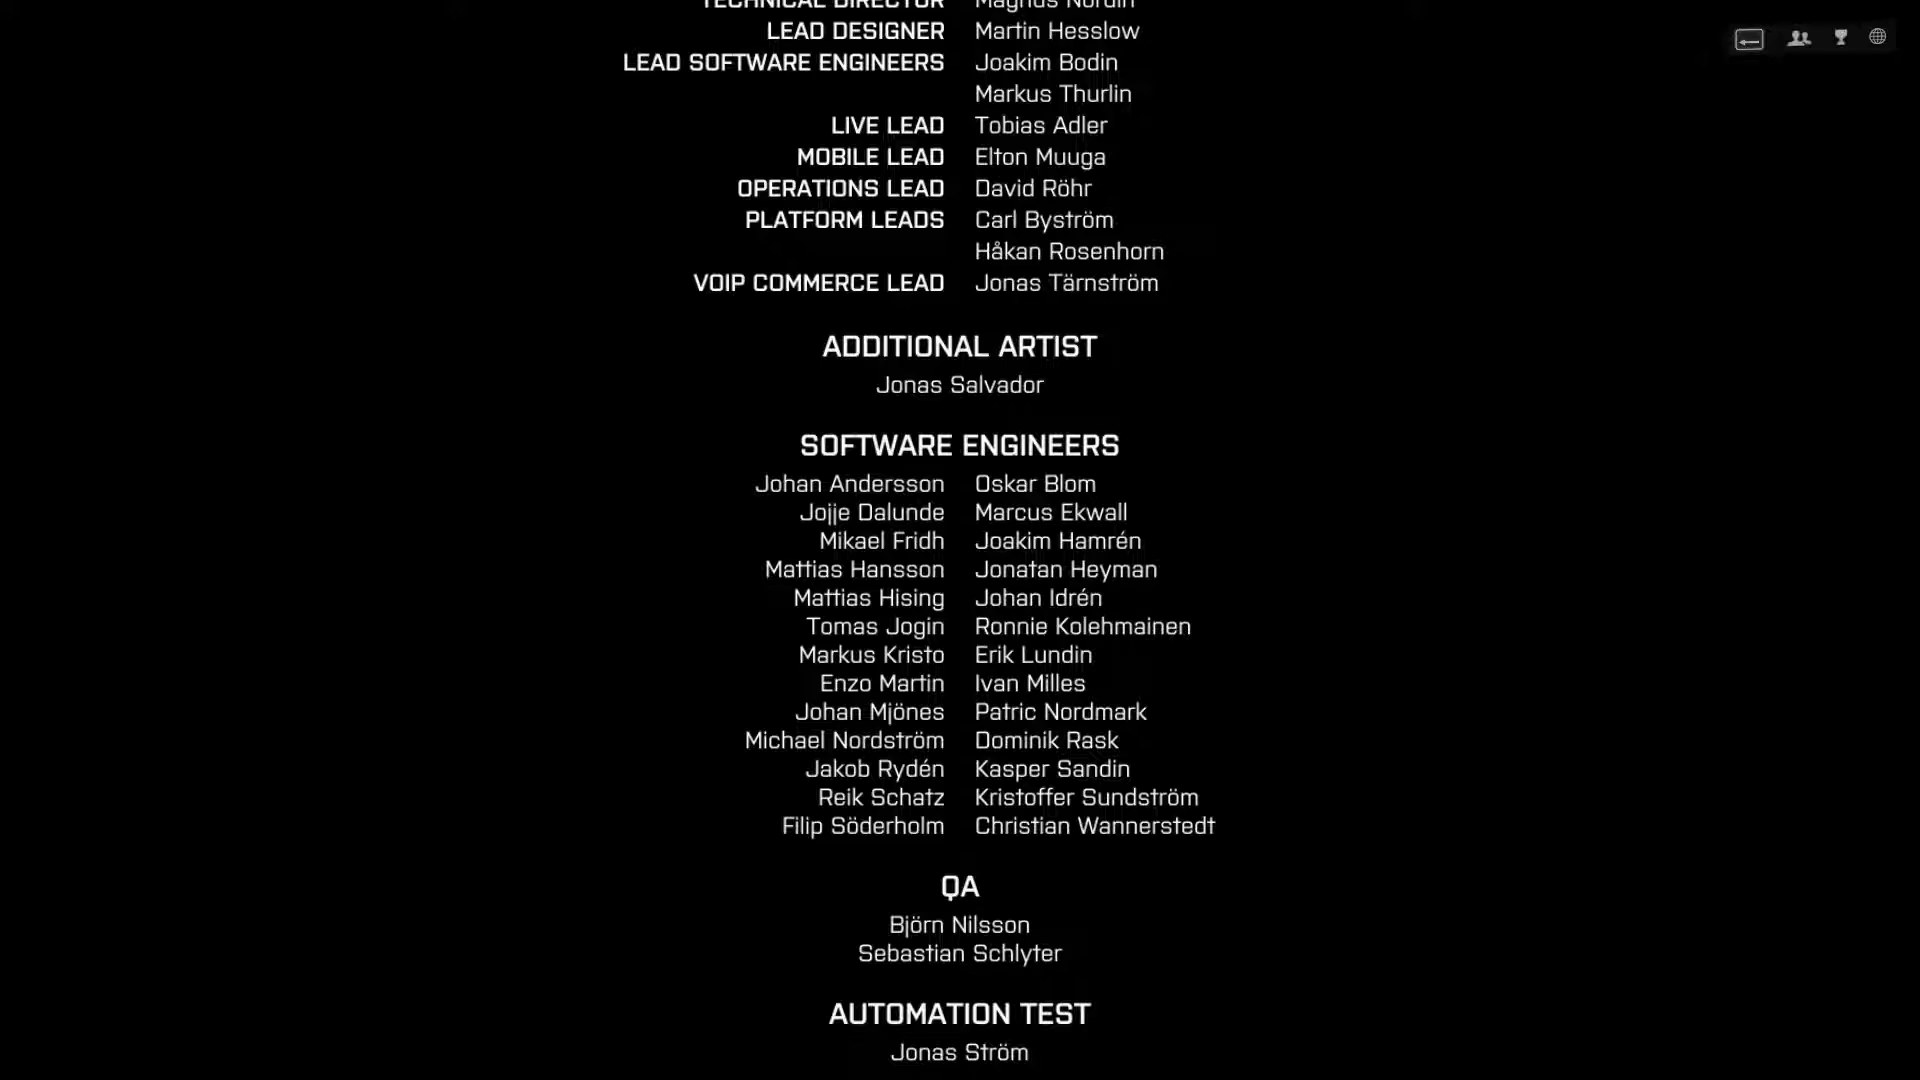 TECHNICAL DIRECTOR Magnus Nordin
LEAD DESIGNER Martin Hesslow
LEAD SOFTWARE ENGINEERS Joakim Bodin
Markus Thurlin
LIVE LEAD Tobias Adler
MOBILE LEAD Elton Muuga
OPERATIONS LEAD David Röhr
PLATFORM LEADS Carl Byström
Håkan Rosenhorn
VOIP COMMERCE LEAD Jonas Tärnström
ADDITIONAL ARTIST
Jonas Salvador
SOFTWARE ENGINEERS
Johan Andersson Oskar Blom
Jojje Dalunde Marcus Ekwall
Mikael Fridh Joakim Hamrén
Mattias Hansson Jonatan Heyman
Mattias Hising Johan Idrén
Tomas Jogin Ronnie Kolehmainen
Markus Kristo Erik Lundin
Enzo Martin Ivan Milles
Johan Mjönes Patric Nordmark
Michael Nordström Dominik Rask
Jakob Rydén Kasper Sandin
Reik Schatz Kristoffer Sundström
Filip Söderholm Christian Wannerstedt
QA
Björn Nilsson
Sebastian Schlyter
AUTOMATION TEST
Jonas Ström